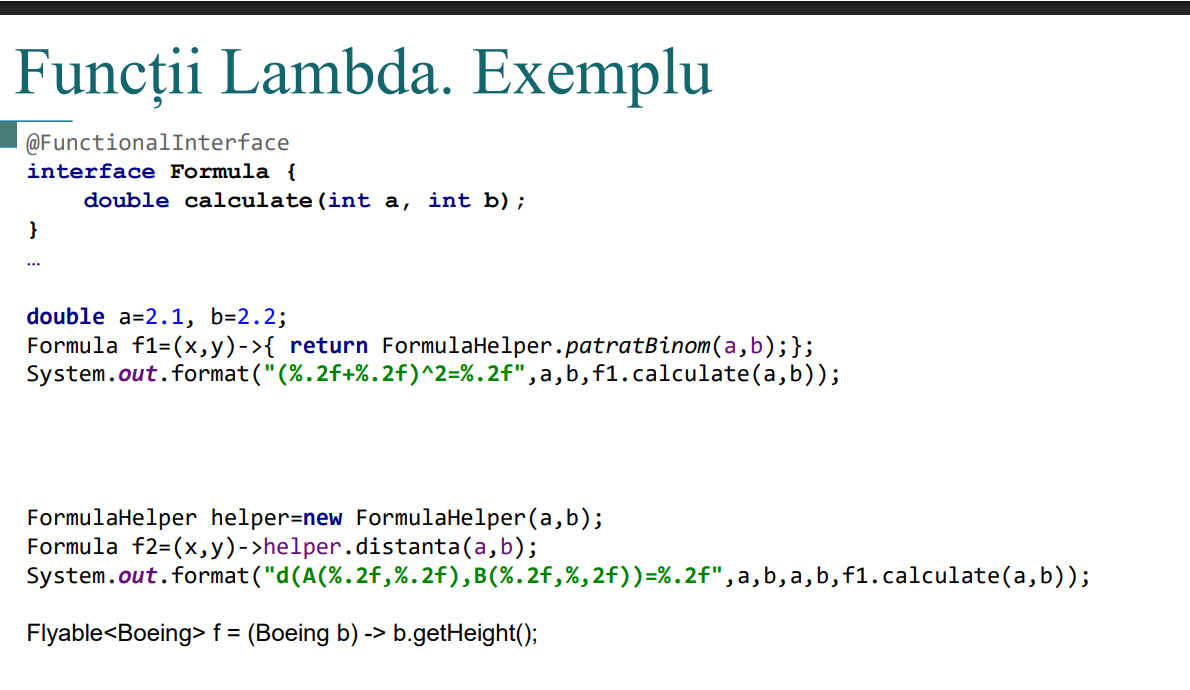 Funcții Lambda. Exemplu
@FunctionalInterface
interface Formula {
    double calculate(int a, int b);
}
…
double a=2.1, b=2.2;
Formula f1=(x,y)->{ return FormulaHelper.patratBinom(a,b);};
System.out.format("(%.2f+%.2f)^2=%.2f",a,b,f1.calculate(a,b));
FormulaHelper helper=new FormulaHelper(a,b);
Formula f2=(x,y)->helper.distanta(a,b);
System.out.format("d(A(%.2f,%.2f),B(%.2f,%,2f))=%.2f",a,b,a,b,f1.calculate(a,b));
Flyable<Boeing> f = (Boeing b) -> b.getHeight();